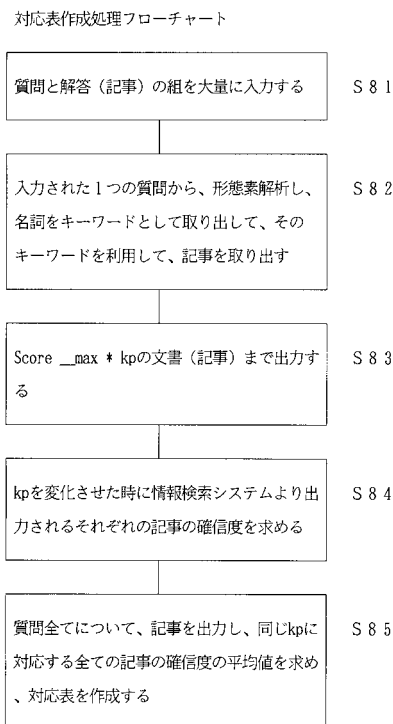 対応表作成処理フローチャート
質問と解答（記事）の組を大量に入力する
S81
入力された1つの質問から、形態素解析し、
S82
名詞をキーワードとして取り出して、その
キーワードを利用して、記事を取り出す
Score __max * kpの文書（記事）まで出力す
S83
る
kpを変化させた時に情報検索システムより出
S84
力されるそれぞれの記事の確信度を求める
質問全てについて、記事を出力し、同じkpに
S85
対応する全ての記事の確信度の平均値を求め
、対応表を作成する